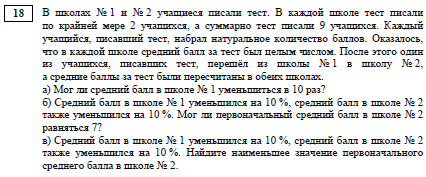 18
В школах № 1 и № 2 учащиеся писали тест. В каждой школе тест писали
по крайней мере 2 учащихся, а суммарно тест писали 9 учащихся. Каждый
учащийся, писавший тест, набрал натуральное количество баллов. Оказалось,
что в каждой школе средний балл за тест был целым числом. После этого один
из учащихся, писавших тест, перешёл из школы № 1 в школу № 2,
а средние баллы за тест были пересчитаны в обеих школах.
а) Мог ли средний балл в школе № 1 уменьшиться в 10 раз?
б) Средний балл в школе № 1 уменьшился на 10 %, средний балл в школе № 2
также уменьшился на 10 %. Мог ли первоначальный средний балл в школе № 2
равняться 7?
в) Средний балл в школе № 1 уменьшился на 10 %, средний балл в школе № 2
также уменьшился на 10 %. Найдите наименьшее значение первоначального
среднего балла в школе № 2.